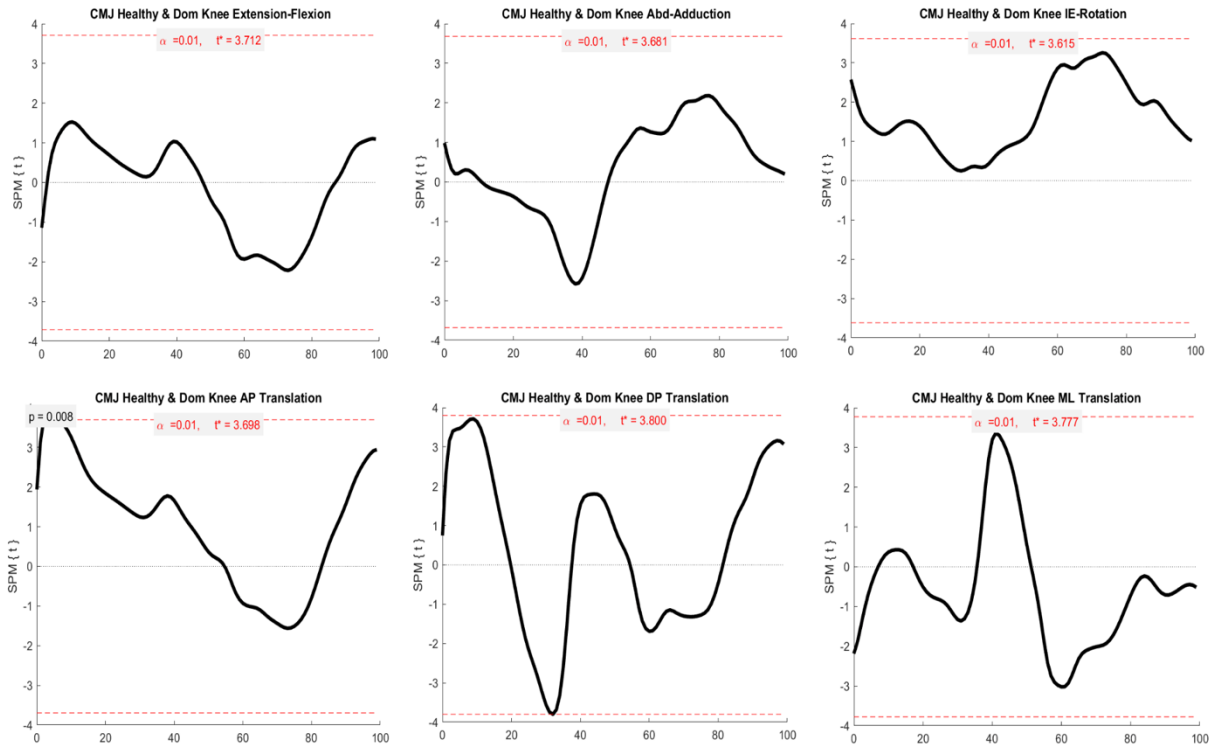 CMJ Healthy & Dom Knee Extension-Flexion
α =0.01, t* = 3.712
SPM { t }
4
3
2
1
0
-1
-2
-3
-4
0 20 40 60 80 100
CMJ Healthy & Dom Knee Abd-Adduction
α =0.01, t* = 3.681
SPM { t }
4
3
2
1
0
-1
-2
-3
-4
0 20 40 60 80 100
CMJ Healthy & Dom Knee IE-Rotation
α =0.01, t* = 3.615
SPM { t }
4
3
2
1
0
-1
-2
-3
-4
0 20 40 60 80 100
CMJ Healthy & Dom Knee AP Translation
p = 0.008
α =0.01, t* = 3.698
SPM { t }
3
2
1
0
-1
-2
-3
-4
0 20 40 60 80 100
CMJ Healthy & Dom Knee DP Translation
α =0.01, t* = 3.800
SPM { t }
4
3
2
1
0
-1
-2
-3
-4
0 20 40 60 80 100
CMJ Healthy & Dom Knee ML Translation
α =0.01, t* = 3.777
SPM { t }
4
3
2
1
0
-1
-2
-3
-4
0 20 40 60 80 100